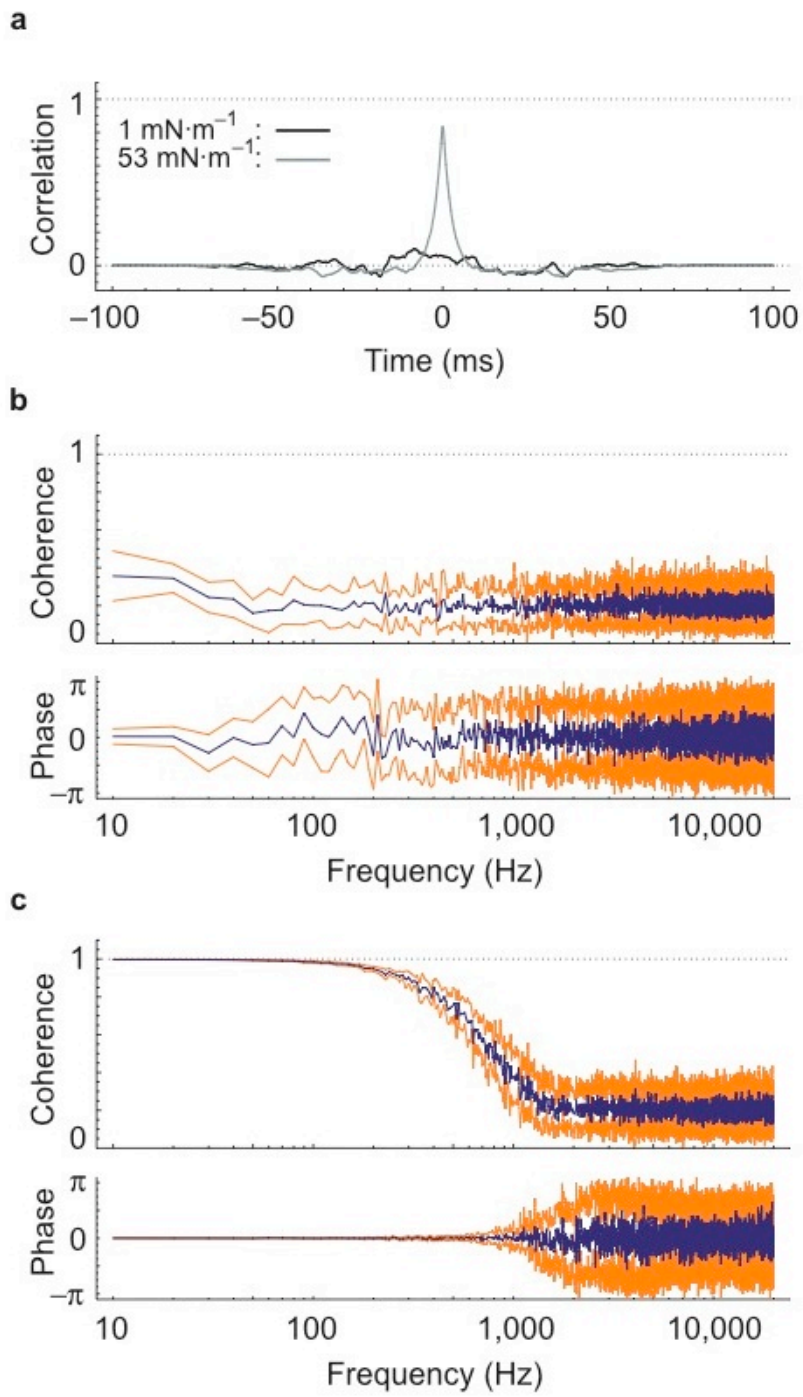 a
Correlation
1
0
1 mN·m⁻¹ :
53 mN·m⁻¹:
−100
−50
0
50
100
Time (ms)
b
Coherence
1
0
Phase
π
0
−π
10
100
1,000
10,000
Frequency (Hz)
c
Coherence
1
0
Phase
π
0
−π
10
100
1,000
10,000
Frequency (Hz)